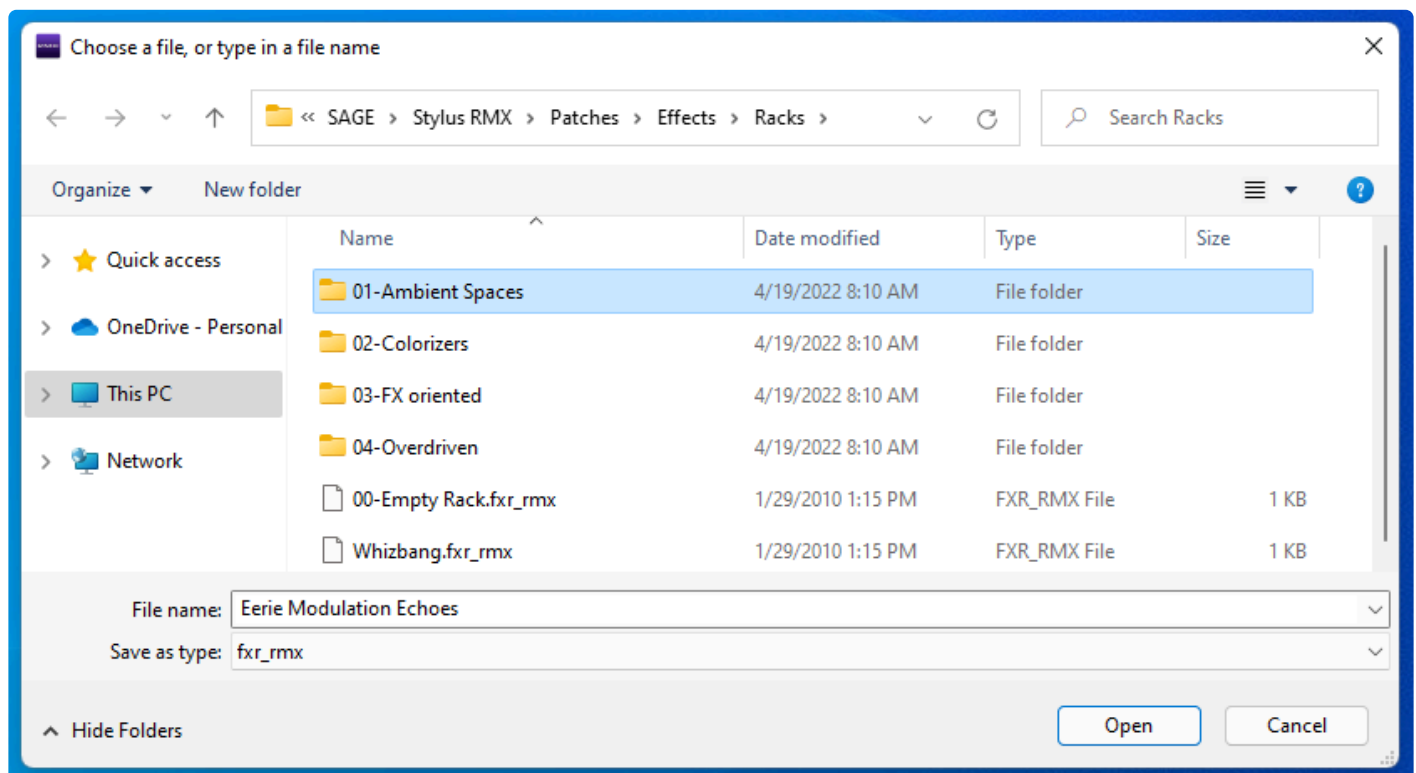 Choose a file, or type in a file name
« SAGE > Stylus RMX > Patches > Effects > Racks > Search Racks
Organize New folder ?
Name Date modified Type Size
Quick access
01-Ambient Spaces 4/19/2022 8:10 AM File folder
OneDrive - Personal
02-Colorizers 4/19/2022 8:10 AM File folder
This PC
03-FX oriented 4/19/2022 8:10 AM File folder
04-Overdriven 4/19/2022 8:10 AM File folder
Network
00-Empty Rack.fxr_rmx 1/29/2010 1:15 PM FXR_RMX File 1 KB
Whizbang.fxr_rmx 1/29/2010 1:15 PM FXR_RMX File 1 KB
File name: Eerie Modulation Echoes
Save as type: fxr_rmx
Hide Folders Open Cancel